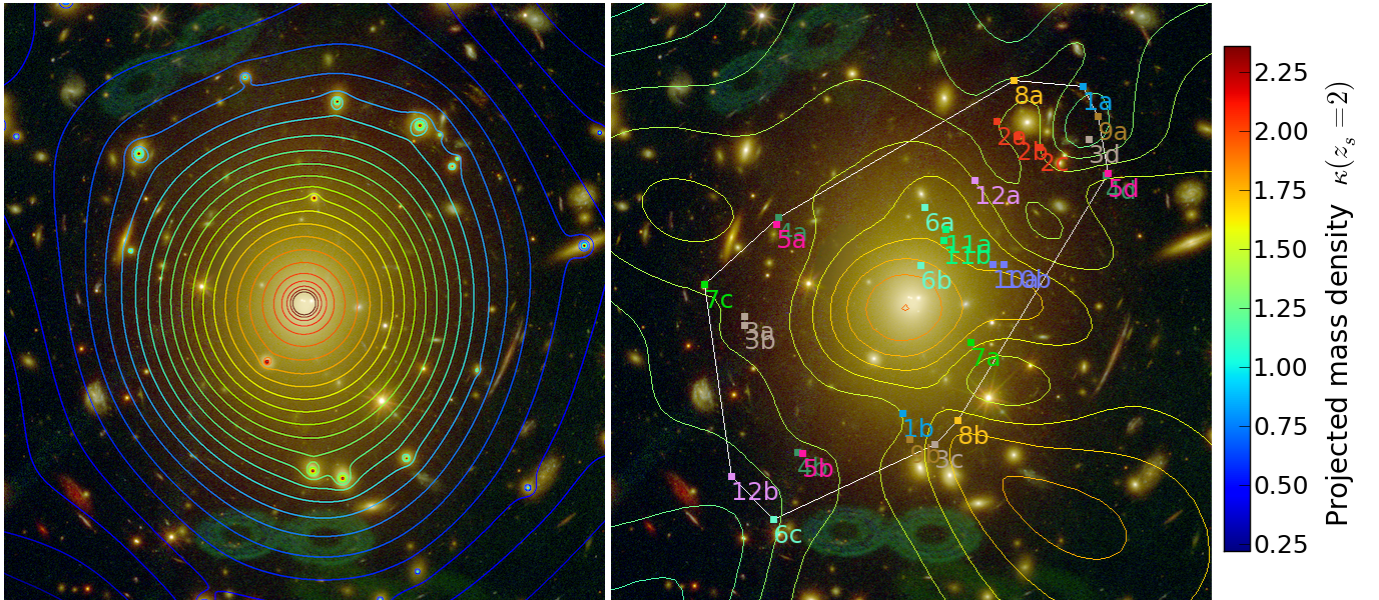 8a
1a
9a
2a
2b
2c
3d
4d
5d
12a
6a
4a
5a
11a
11b
6b
10a
10b
7c
3a
3b
7a
1b
8b
3c
4b
5b
12b
6c
2.25
2.00
1.75
1.50
1.25
1.00
0.75
0.50
0.25
Projected mass density κ(z_s =2)